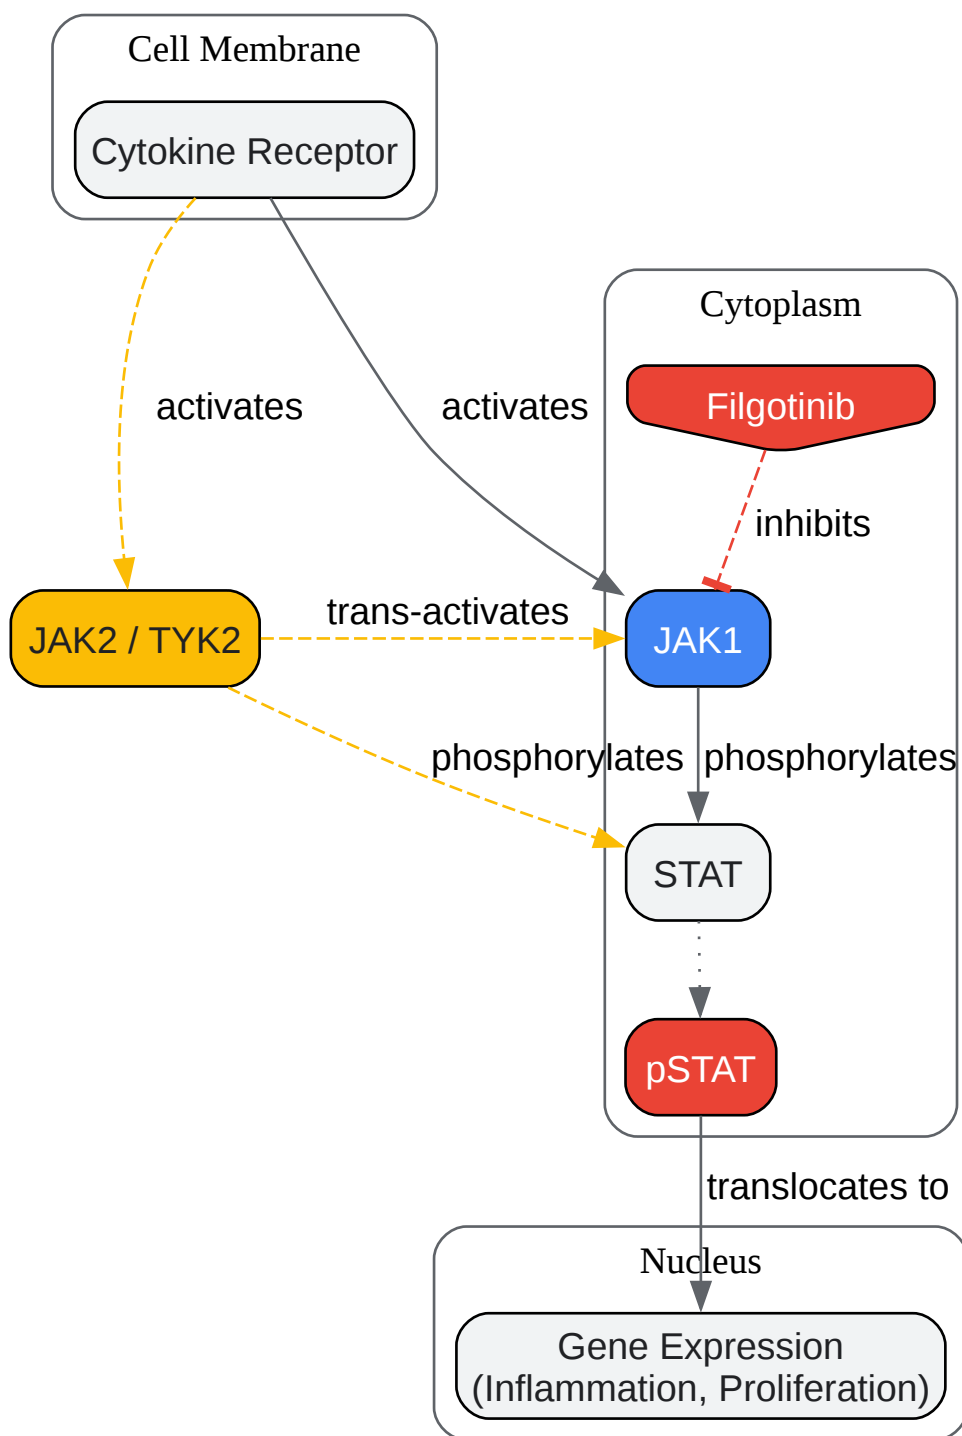 Cell Membrane
Cytokine Receptor
activates
activates
Cytoplasm
Filgotinib
inhibits
JAK2 / TYK2
trans-activates
JAK1
phosphorylates
phosphorylates
STAT
pSTAT
translocates to
Nucleus
Gene Expression
(Inflammation, Proliferation)